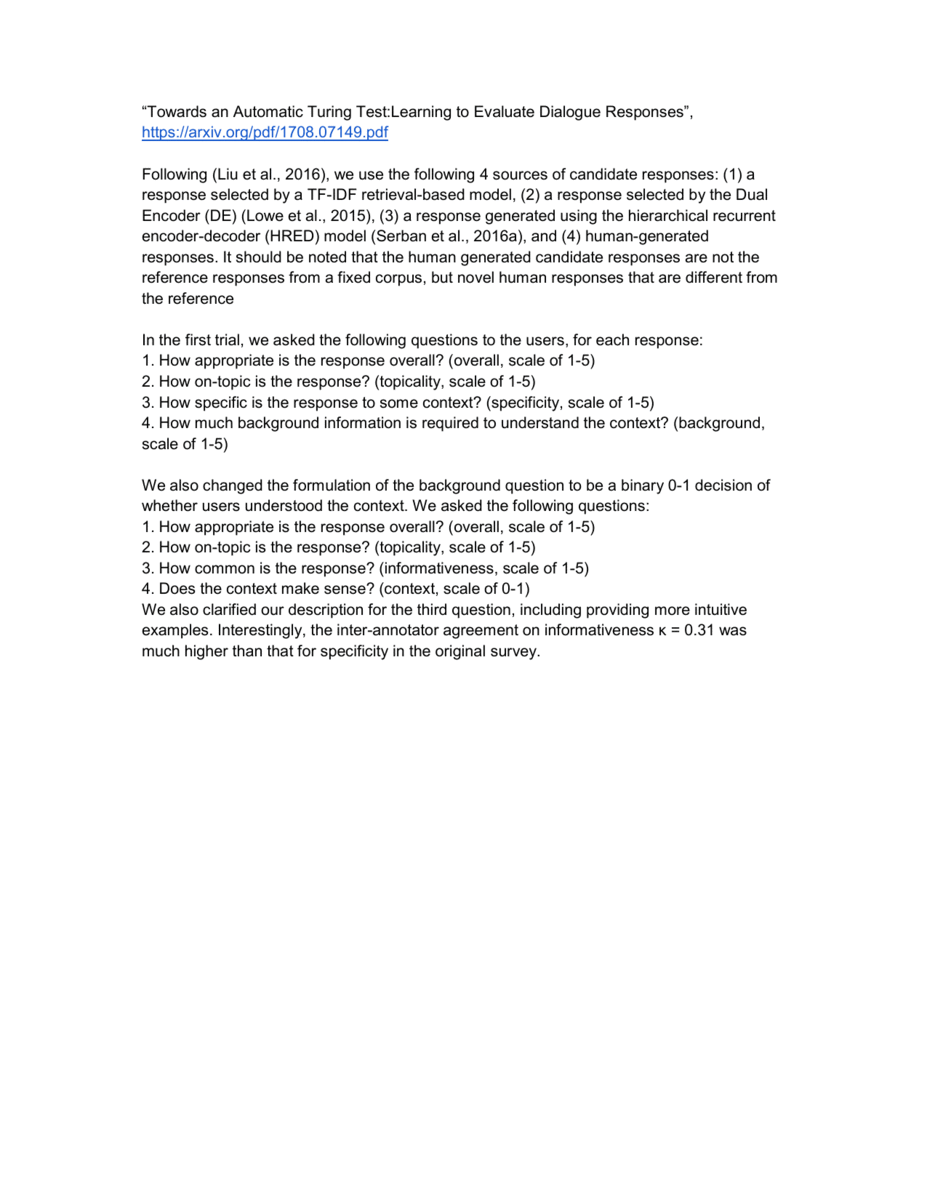 “Towards an Automatic Turing Test:Learning to Evaluate Dialogue Responses”,
https://arxiv.org/pdf/1708.07149.pdf
Following (Liu et al., 2016), we use the following 4 sources of candidate responses: (1) a
response selected by a TF-IDF retrieval-based model, (2) a response selected by the Dual
Encoder (DE) (Lowe et al., 2015), (3) a response generated using the hierarchical recurrent
encoder-decoder (HRED) model (Serban et al., 2016a), and (4) human-generated
responses. It should be noted that the human generated candidate responses are not the
reference responses from a fixed corpus, but novel human responses that are different from
the reference
In the first trial, we asked the following questions to the users, for each response:
1. How appropriate is the response overall? (overall, scale of 1-5)
2. How on-topic is the response? (topicality, scale of 1-5)
3. How specific is the response to some context? (specificity, scale of 1-5)
4. How much background information is required to understand the context? (background,
scale of 1-5)
We also changed the formulation of the background question to be a binary 0-1 decision of
whether users understood the context. We asked the following questions:
1. How appropriate is the response overall? (overall, scale of 1-5)
2. How on-topic is the response? (topicality, scale of 1-5)
3. How common is the response? (informativeness, scale of 1-5)
4. Does the context make sense? (context, scale of 0-1)
We also clarified our description for the third question, including providing more intuitive
examples. Interestingly, the inter-annotator agreement on informativeness κ = 0.31 was
much higher than that for specificity in the original survey.